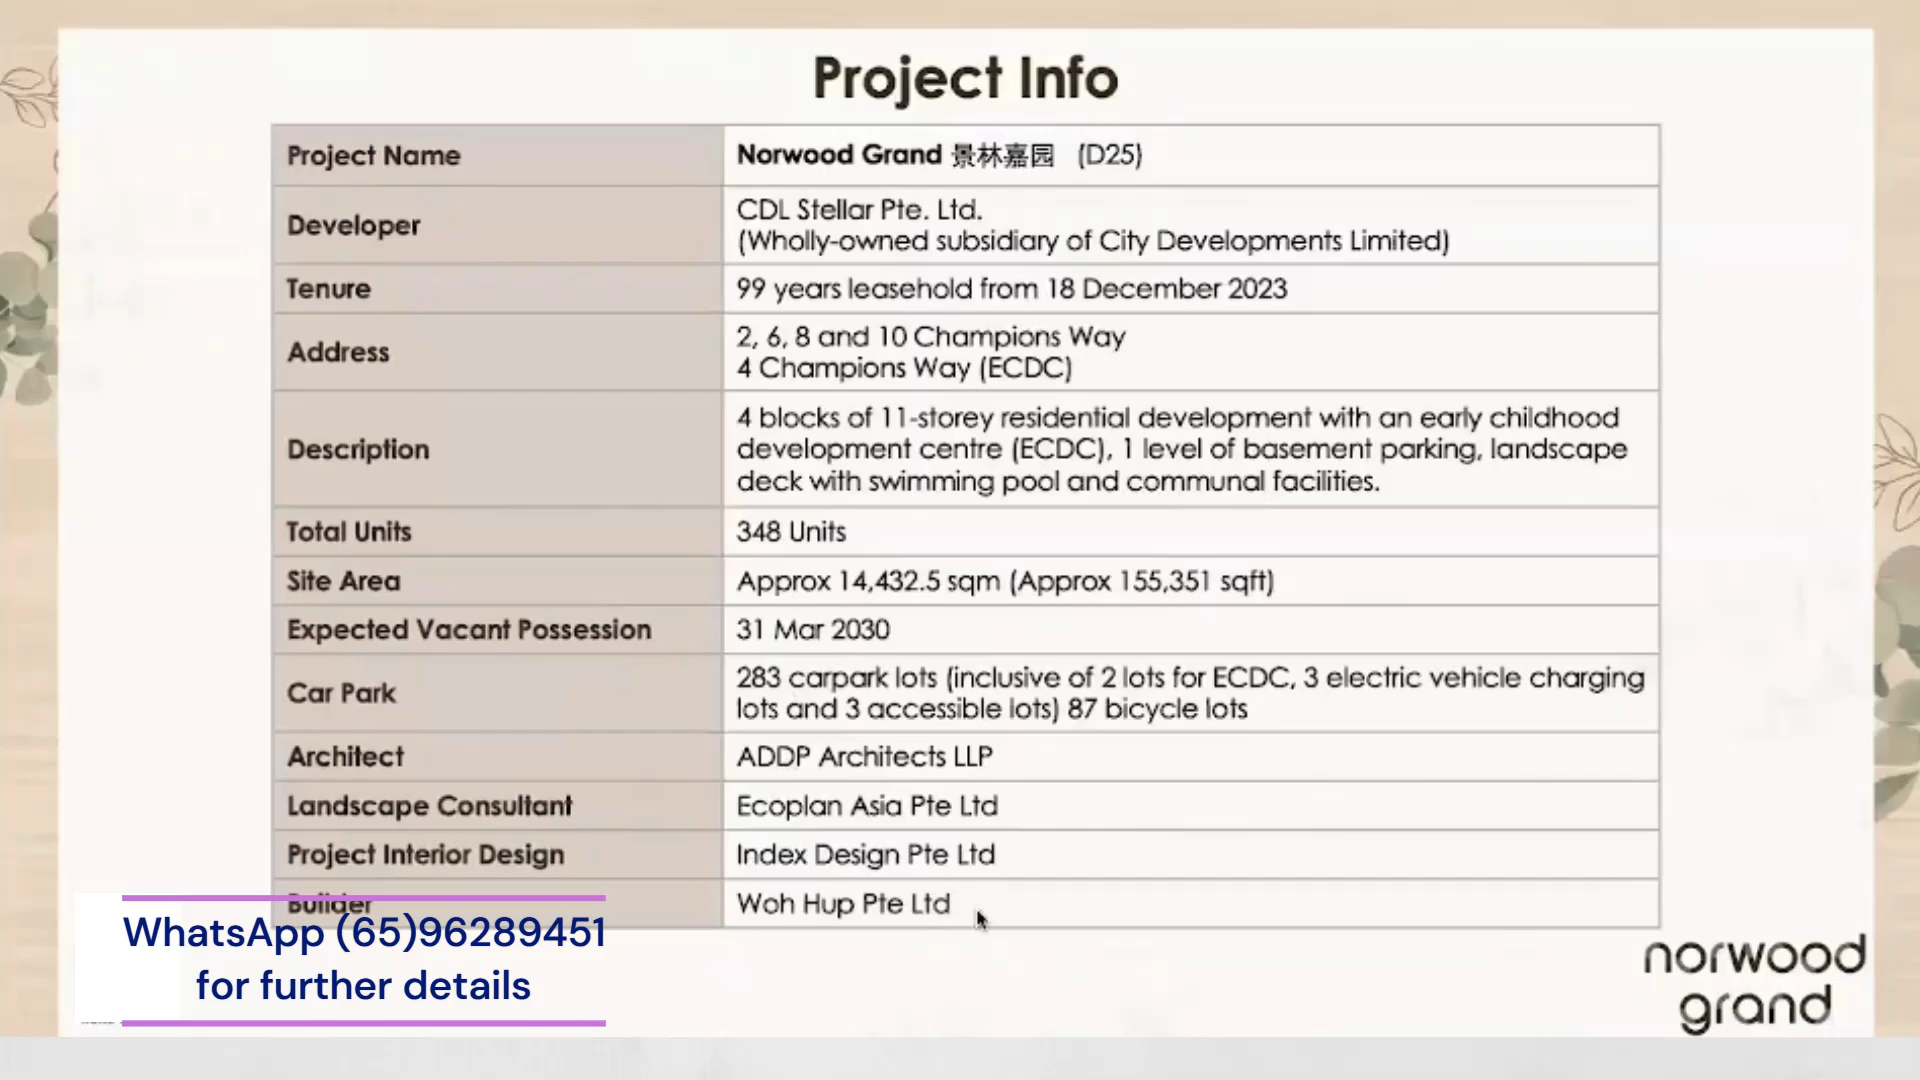 Project Info
Project Name
Norwood Grand 景林嘉园 (D25)
Developer
CDL Stellar Pte. Ltd.
(Wholly-owned subsidiary of City Developments Limited)
Tenure
99 years leasehold from 18 December 2023
Address
2, 6, 8 and 10 Champions Way
4 Champions Way (ECDC)
Description
4 blocks of 11-storey residential development with an early childhood
development centre (ECDC), 1 level of basement parking, landscape
deck with swimming pool and communal facilities.
Total Units
348 Units
Site Area
Approx 14,432.5 sqm (Approx 155,351 sqft)
Expected Vacant Possession
31 Mar 2030
Car Park
283 carpark lots (inclusive of 2 lots for ECDC, 3 electric vehicle charging
lots and 3 accessible lots) 87 bicycle lots
Architect
ADDP Architects LLP
Landscape Consultant
Ecoplan Asia Pte Ltd
Project Interior Design
Index Design Pte Ltd
Builder
Woh Hup Pte Ltd
WhatsApp (65)96289451
for further details
norwood
grand